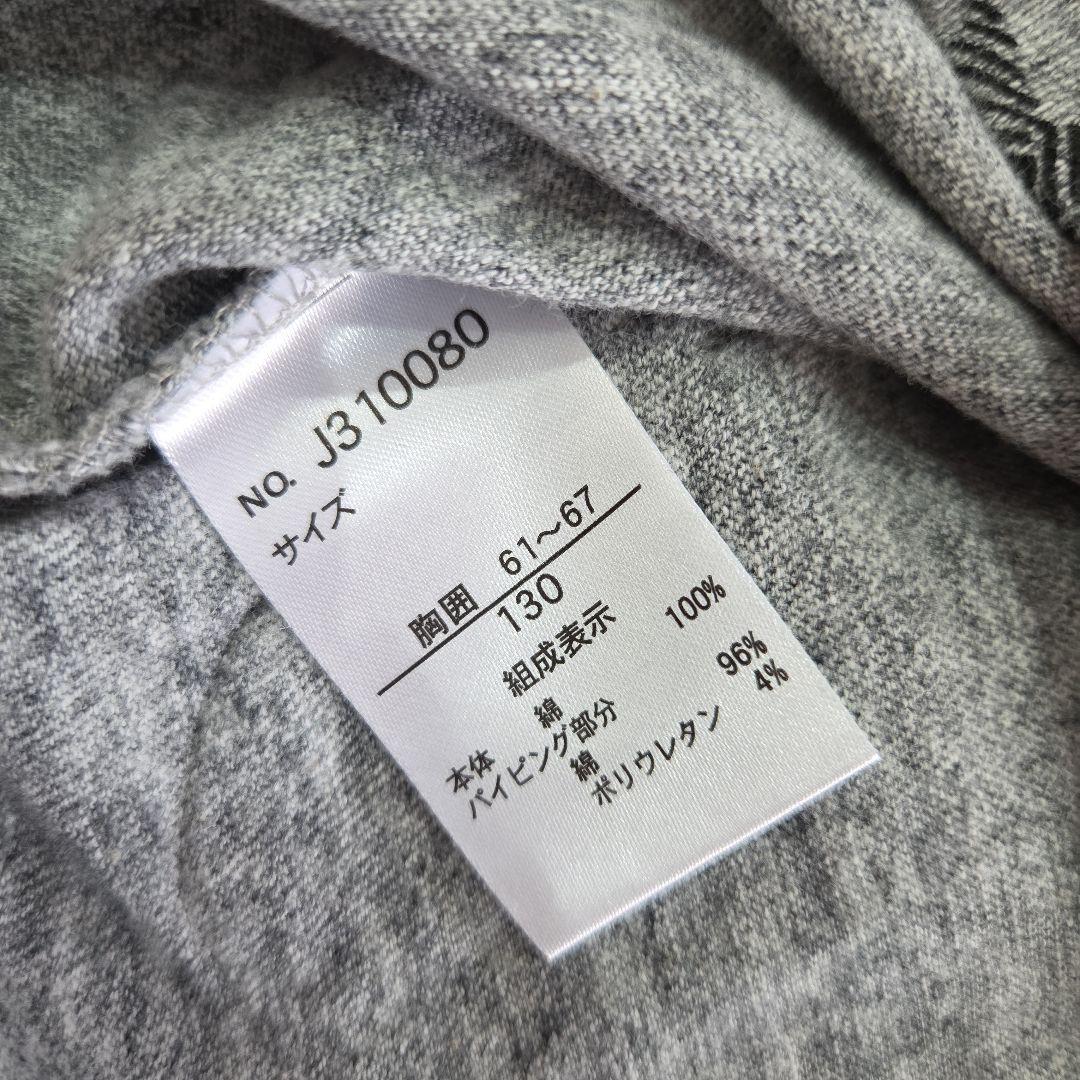 NO. J310080
サイズ
胸囲 61～67
130
組成表示
本体 綿 100%
パイピング部分
綿 96%
ポリウレタン 4%